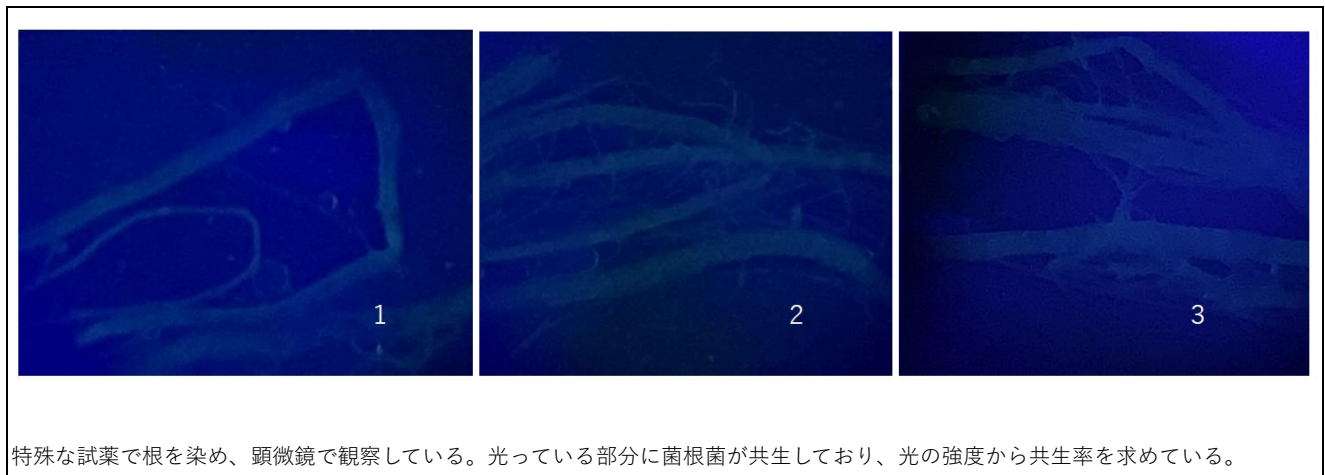 1
2
3
特殊な試薬で根を染め、顕微鏡で観察している。光っている部分に菌根菌が共生しており、光の強度から共生率を求めている。